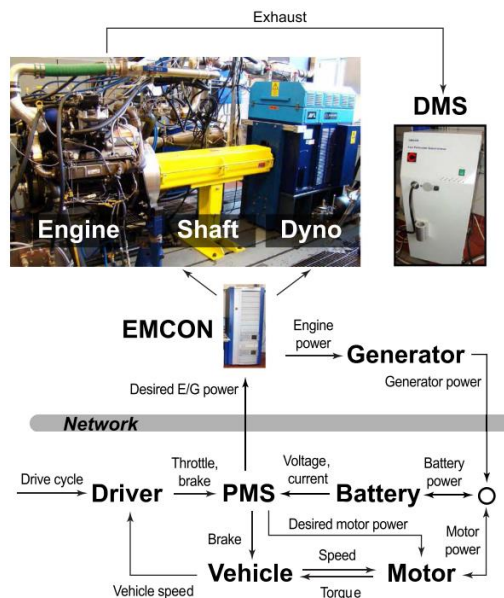 Exhaust
DMS
Engine
Shaft
Dyno
EMCON
Engine
power
Generator
Desired E/G power
Generator power
Network
Drive cycle
Throttle,
brake
Voltage,
current
Battery
power
Driver
PMS
Battery
Desired motor power
Motor
power
Brake
Speed
Vehicle
Motor
Vehicle speed
Torque